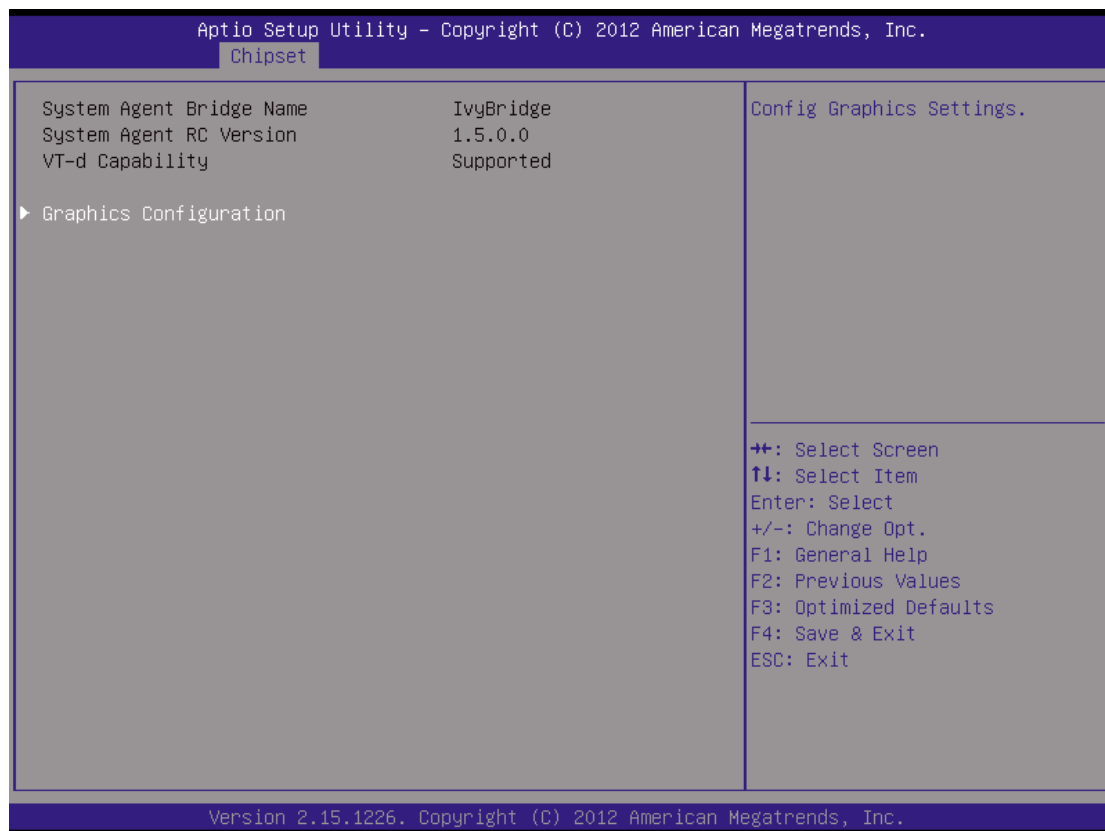 Aptio Setup Utility – Copyright (C) 2012 American Megatrends, Inc.
Chipset
System Agent Bridge Name IvyBridge
System Agent RC Version 1.5.0.0
VT-d Capability Supported
▶ Graphics Configuration
Config Graphics Settings.
→←: Select Screen
↑↓: Select Item
Enter: Select
+/-: Change Opt.
F1: General Help
F2: Previous Values
F3: Optimized Defaults
F4: Save & Exit
ESC: Exit
Version 2.15.1226. Copyright (C) 2012 American Megatrends, Inc.